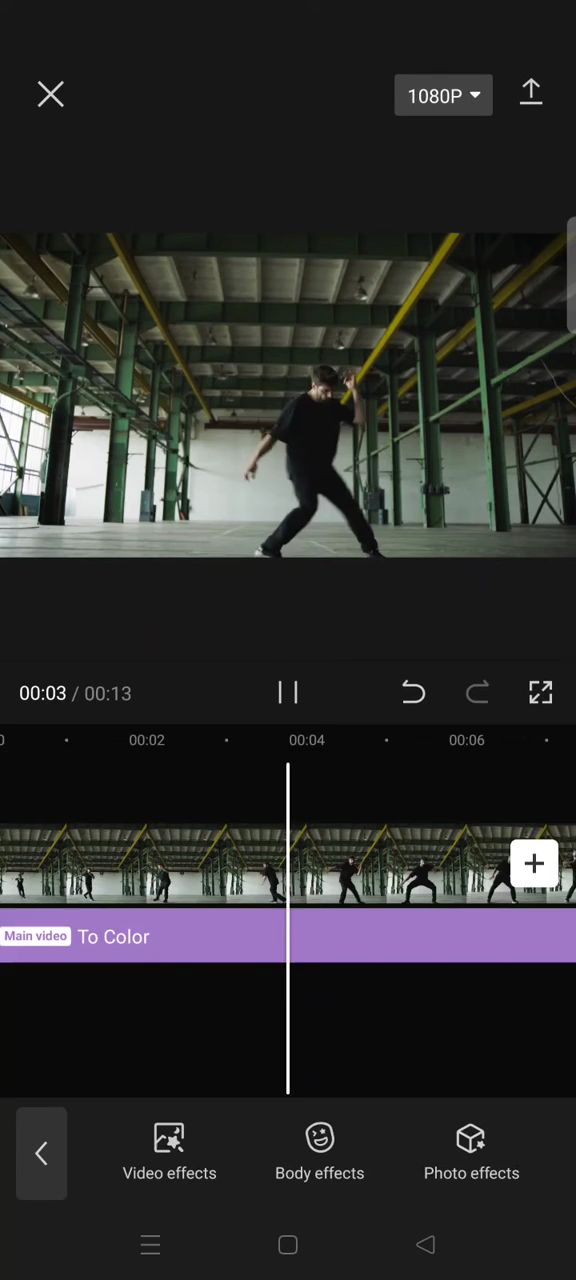 1080P
00:03 / 00:13
0 00:02 00:04 00:06
Main video To Color
Video effects Body effects Photo effects